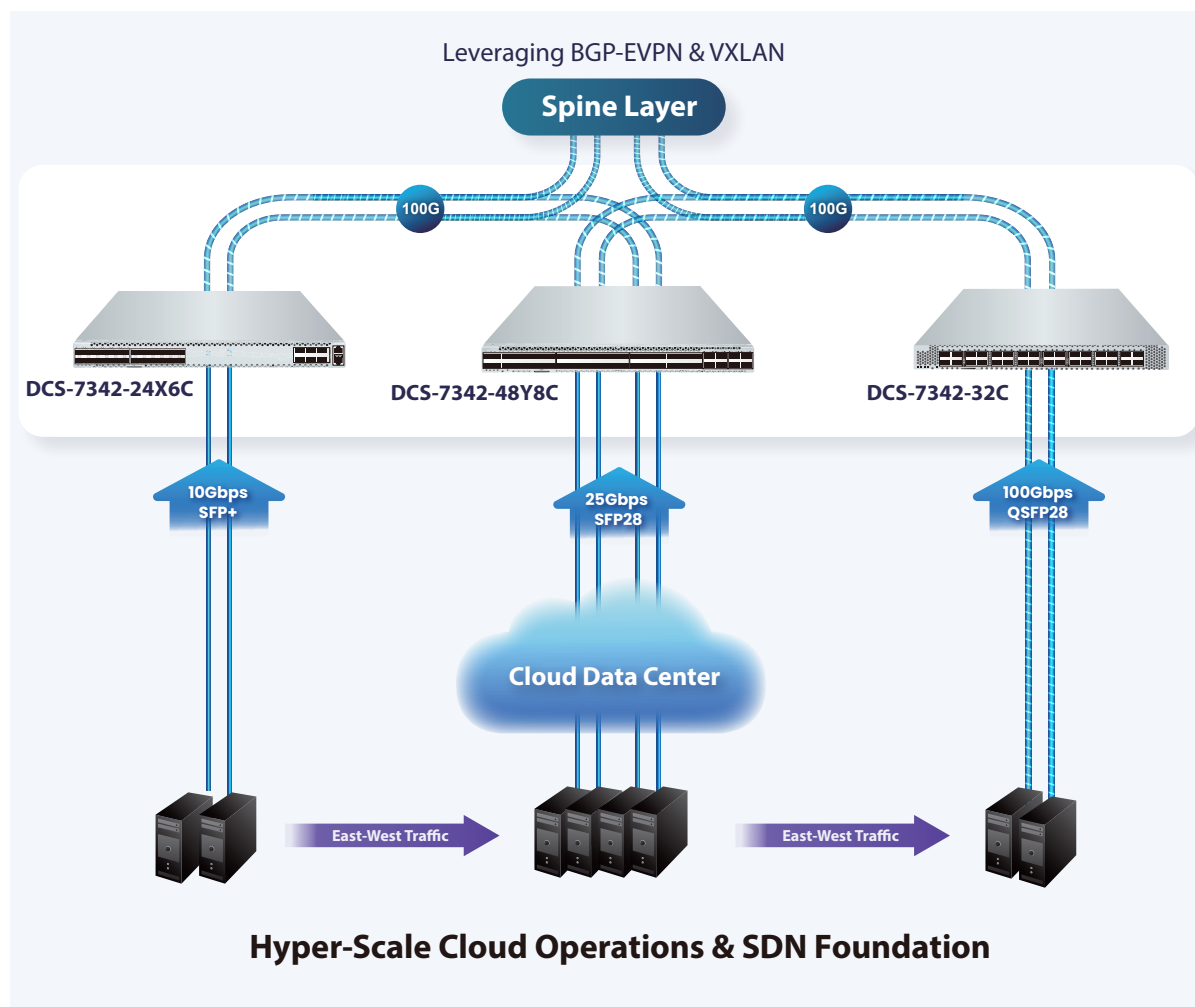 Leveraging BGP-EVPN & VXLAN
Spine Layer
100G
100G
DCS-7342-24X6C
DCS-7342-48Y8C
DCS-7342-32C
10Gbps
SFP+
25Gbps
SFP28
100Gbps
QSFP28
Cloud Data Center
East-West Traffic
East-West Traffic
Hyper-Scale Cloud Operations & SDN Foundation